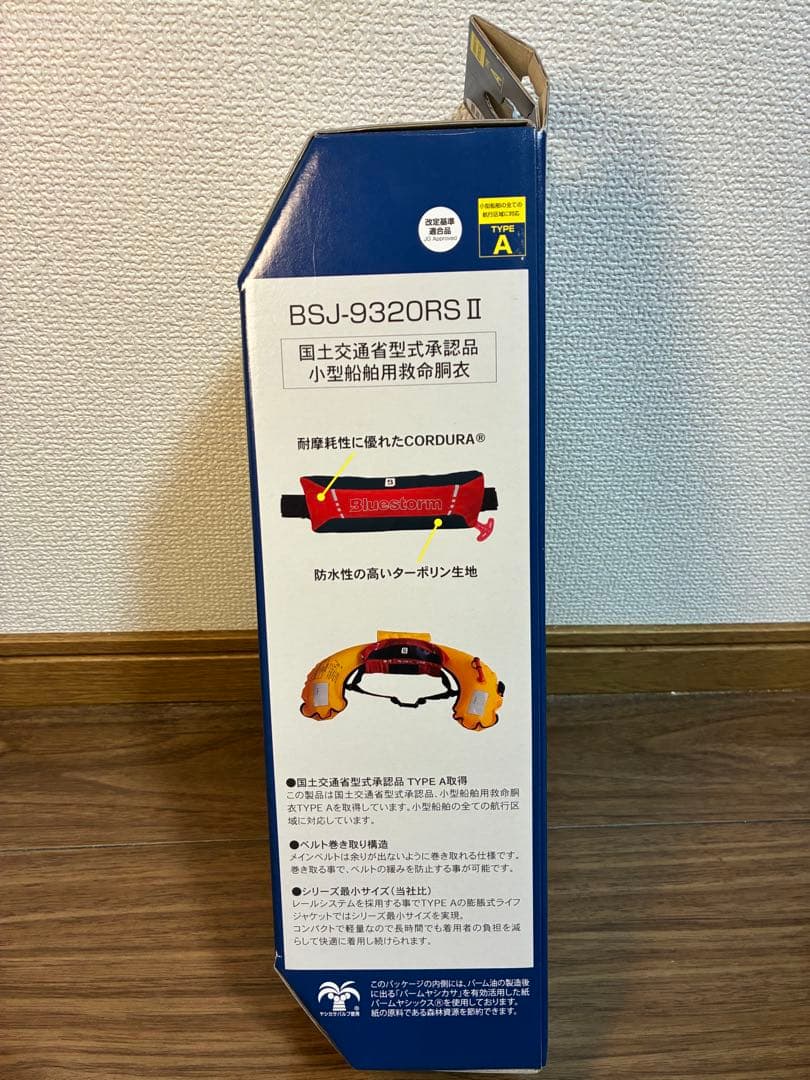 小型船舶の全ての
航行区域に対応
改定基準
適合品
JG Approved
TYPE
A
BSJ-9320RSⅡ
国土交通省型式承認品
小型船舶用救命胴衣
耐摩耗性に優れたCORDURA®
Bluestorm
防水性の高いターポリン生地
●国土交通省型式承認品 TYPE A取得
この製品は国土交通省型式承認品、小型船舶用救命胴
衣TYPE Aを取得しています。小型船舶の全ての航行区
域に対応しています。
●ベルト巻き取り構造
メインベルトは余りが出ないように巻き取れる仕様です。
巻き取る事で、ベルトの緩みを防止する事が可能です。
●シリーズ最小サイズ(当社比)
レールシステムを採用する事でTYPE Aの膨脹式ライフ
ジャケットではシリーズ最小サイズを実現。
コンパクトで軽量なので長時間でも着用者の負担を減
らして快適に着用し続けられます。
このパッケージの内側には、パーム油の製造後
に出る「パームヤシカサ」を有効活用した紙
パームヤシックス®を使用しております。
紙の原料である森林資源を節約できます。
®
ヤシカサパルプ使用